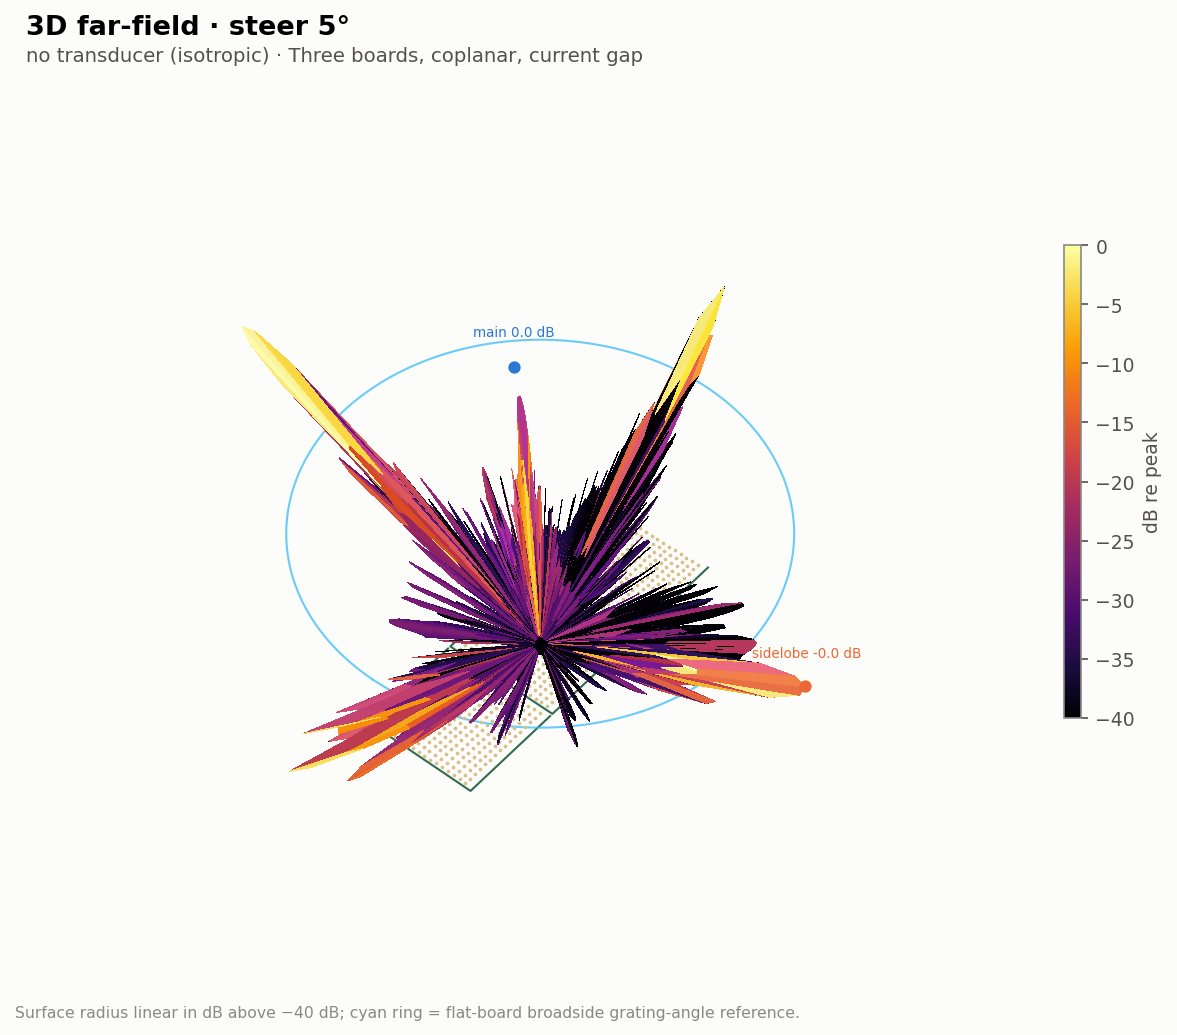 3D far-field · steer 5°
no transducer (isotropic) · Three boards, coplanar, current gap
main 0.0 dB
sidelobe -0.0 dB
0
−5
−10
−15
−20
−25
−30
−35
−40
dB re peak
Surface radius linear in dB above −40 dB; cyan ring = flat-board broadside grating-angle reference.